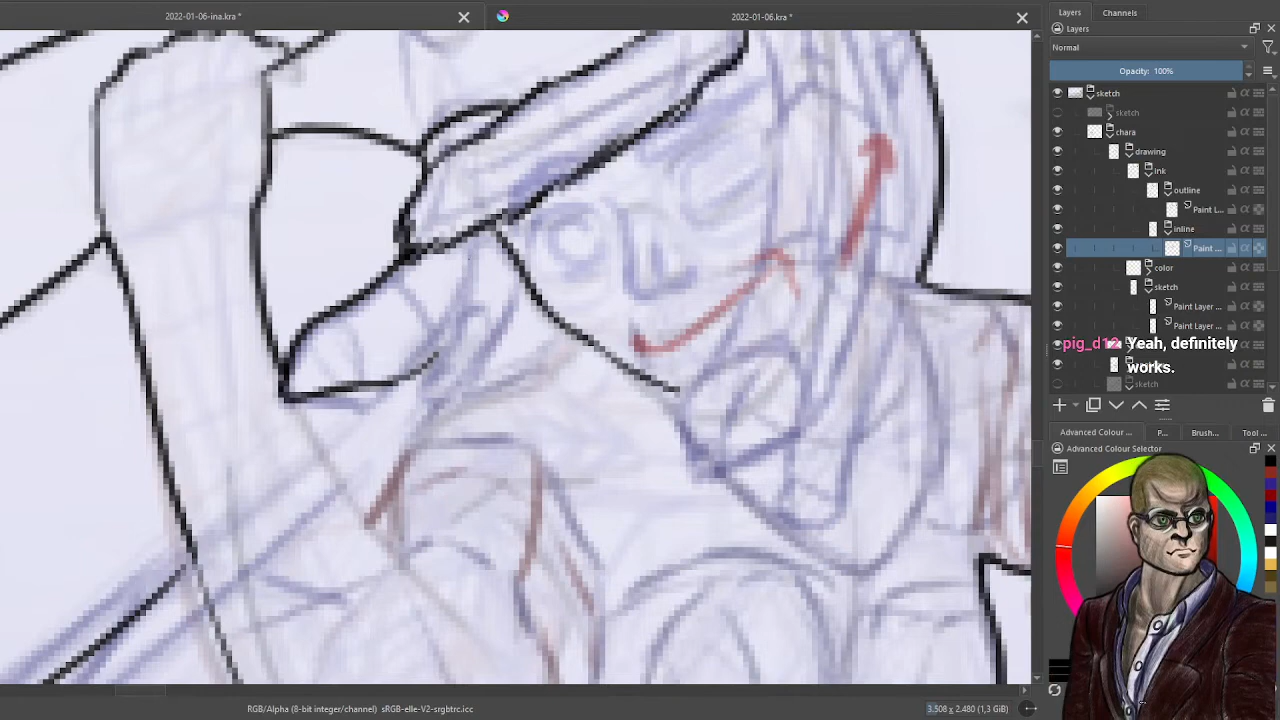 2022-01-06-ina.kra *
2022-01-06.kra *
Layers
Channels
Layers
Normal
Opacity: 100%
sketch
sketch
chara
drawing
ink
outline
Paint L...
inline
Paint ...
color
sketch
Paint Layer ...
Paint Layer ...
pig_d12: Yeah, definitely
works.
sketch
Advanced Colour ...
P...
Brush...
Tool ...
Advanced Colour Selector
RGB/Alpha (8-bit integer/channel) sRGB-elle-V2-srgbtrc.icc
3.508 x 2.480 (1,3 GiB)